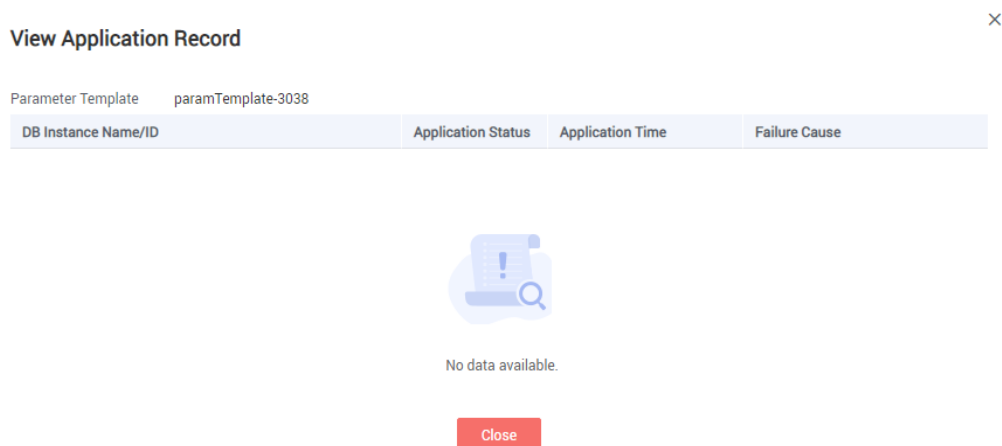 View Application Record
Parameter Template paramTemplate-3038
DB Instance Name/ID Application Status Application Time Failure Cause
No data available.
Close